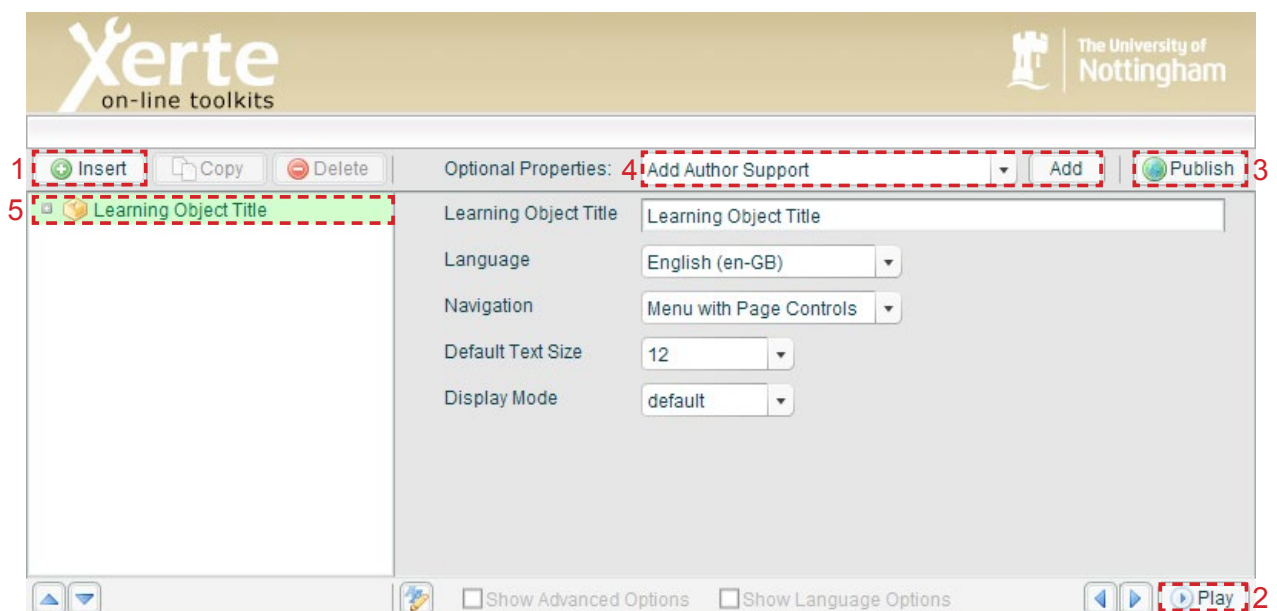 Xerte
on-line toolkits
The University of
Nottingham
1 Insert Copy Delete Optional Properties: 4 Add Author Support Add Publish 3
5 Learning Object Title
Learning Object Title Learning Object Title
Language English (en-GB)
Navigation Menu with Page Controls
Default Text Size 12
Display Mode default
Show Advanced Options Show Language Options Play 2